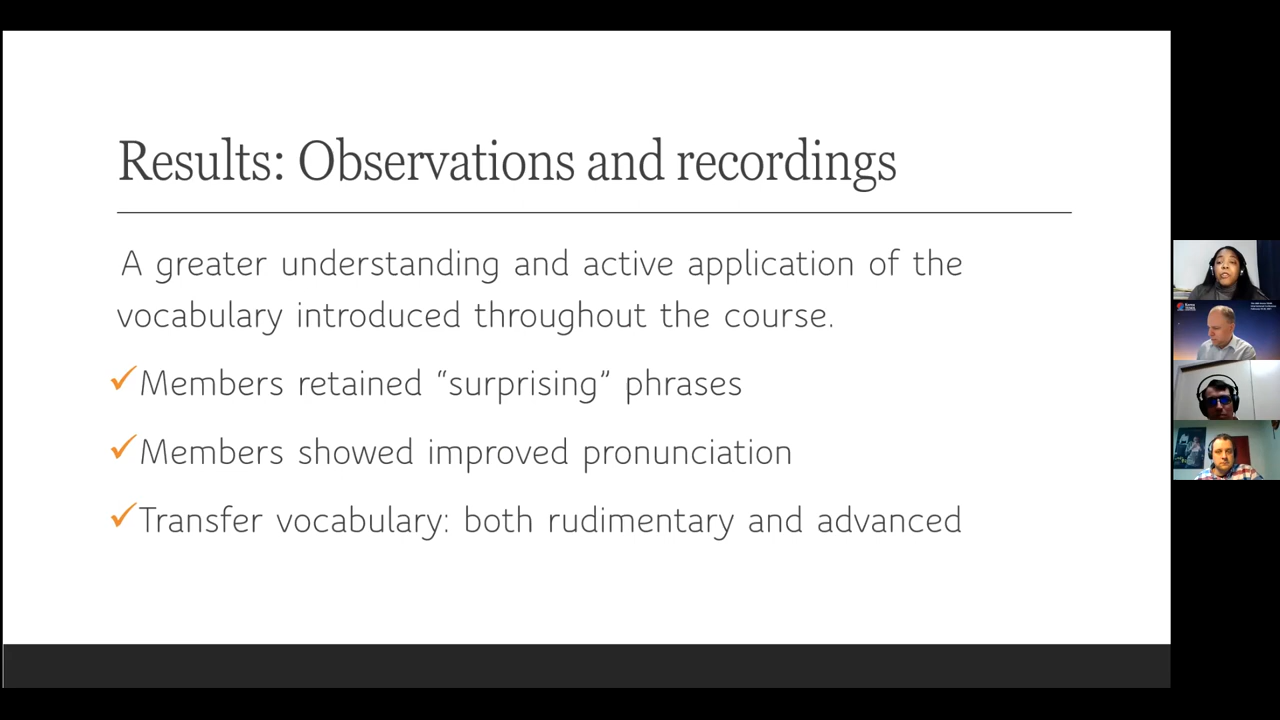 Results: Observations and recordings
A greater understanding and active application of the
vocabulary introduced throughout the course.
✓Members retained “surprising” phrases
✓Members showed improved pronunciation
✓Transfer vocabulary: both rudimentary and advanced